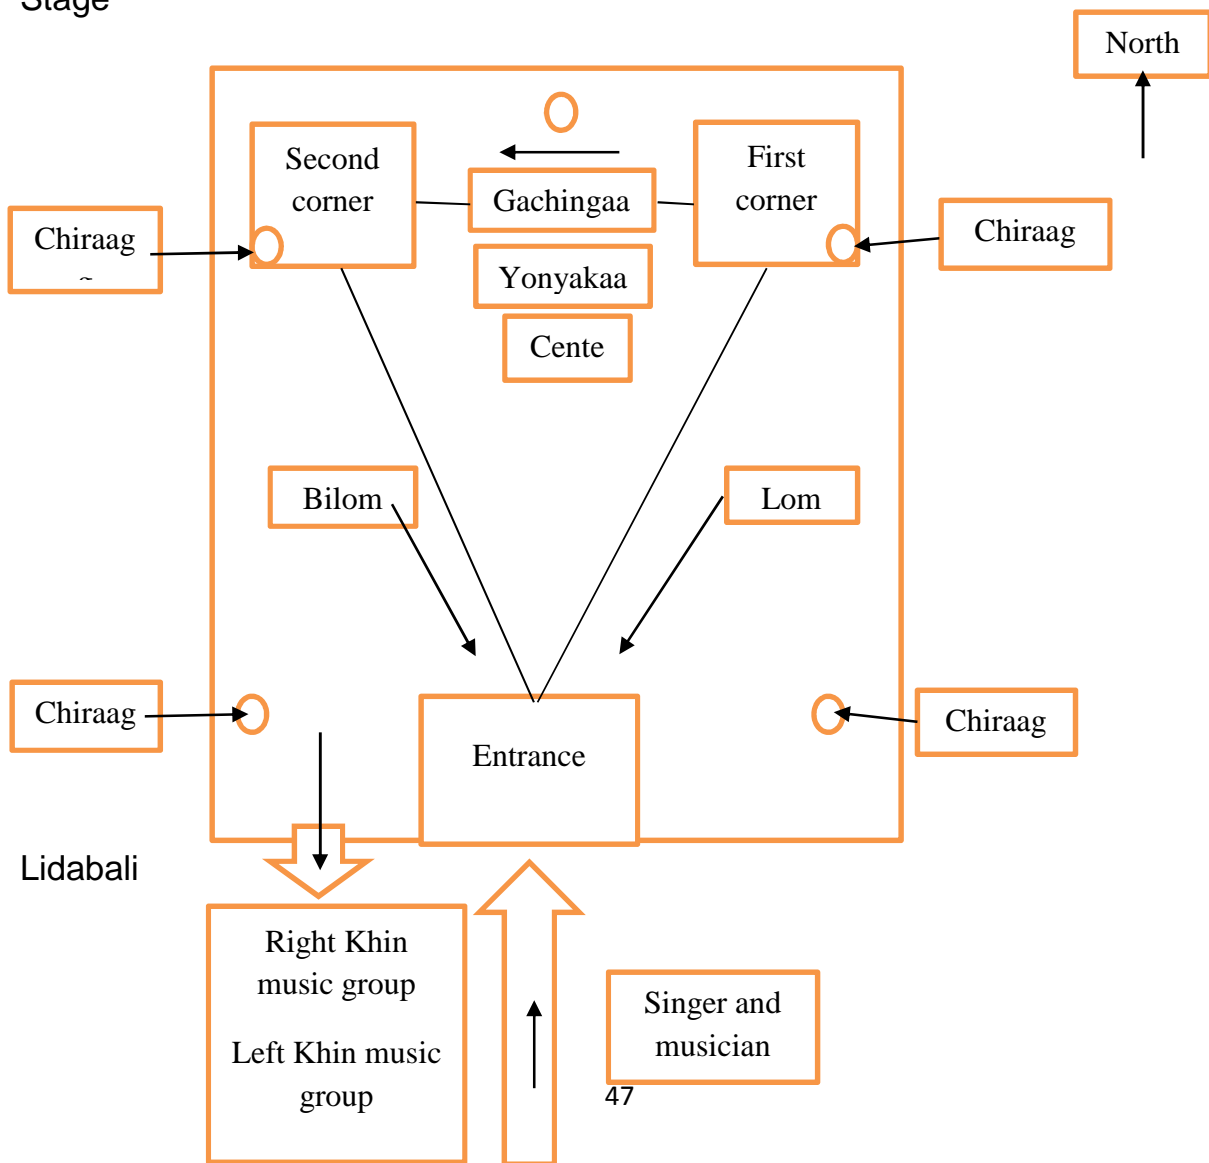 Stage
North
Second
corner
First
corner
Gachingaa
Chiraag
Chiraag
Yonyakaa
Cente
Bilom
Lom
Chiraag
Chiraag
Entrance
Lidabali
Right Khin
music group
Left Khin music
group
Singer and
musician
47